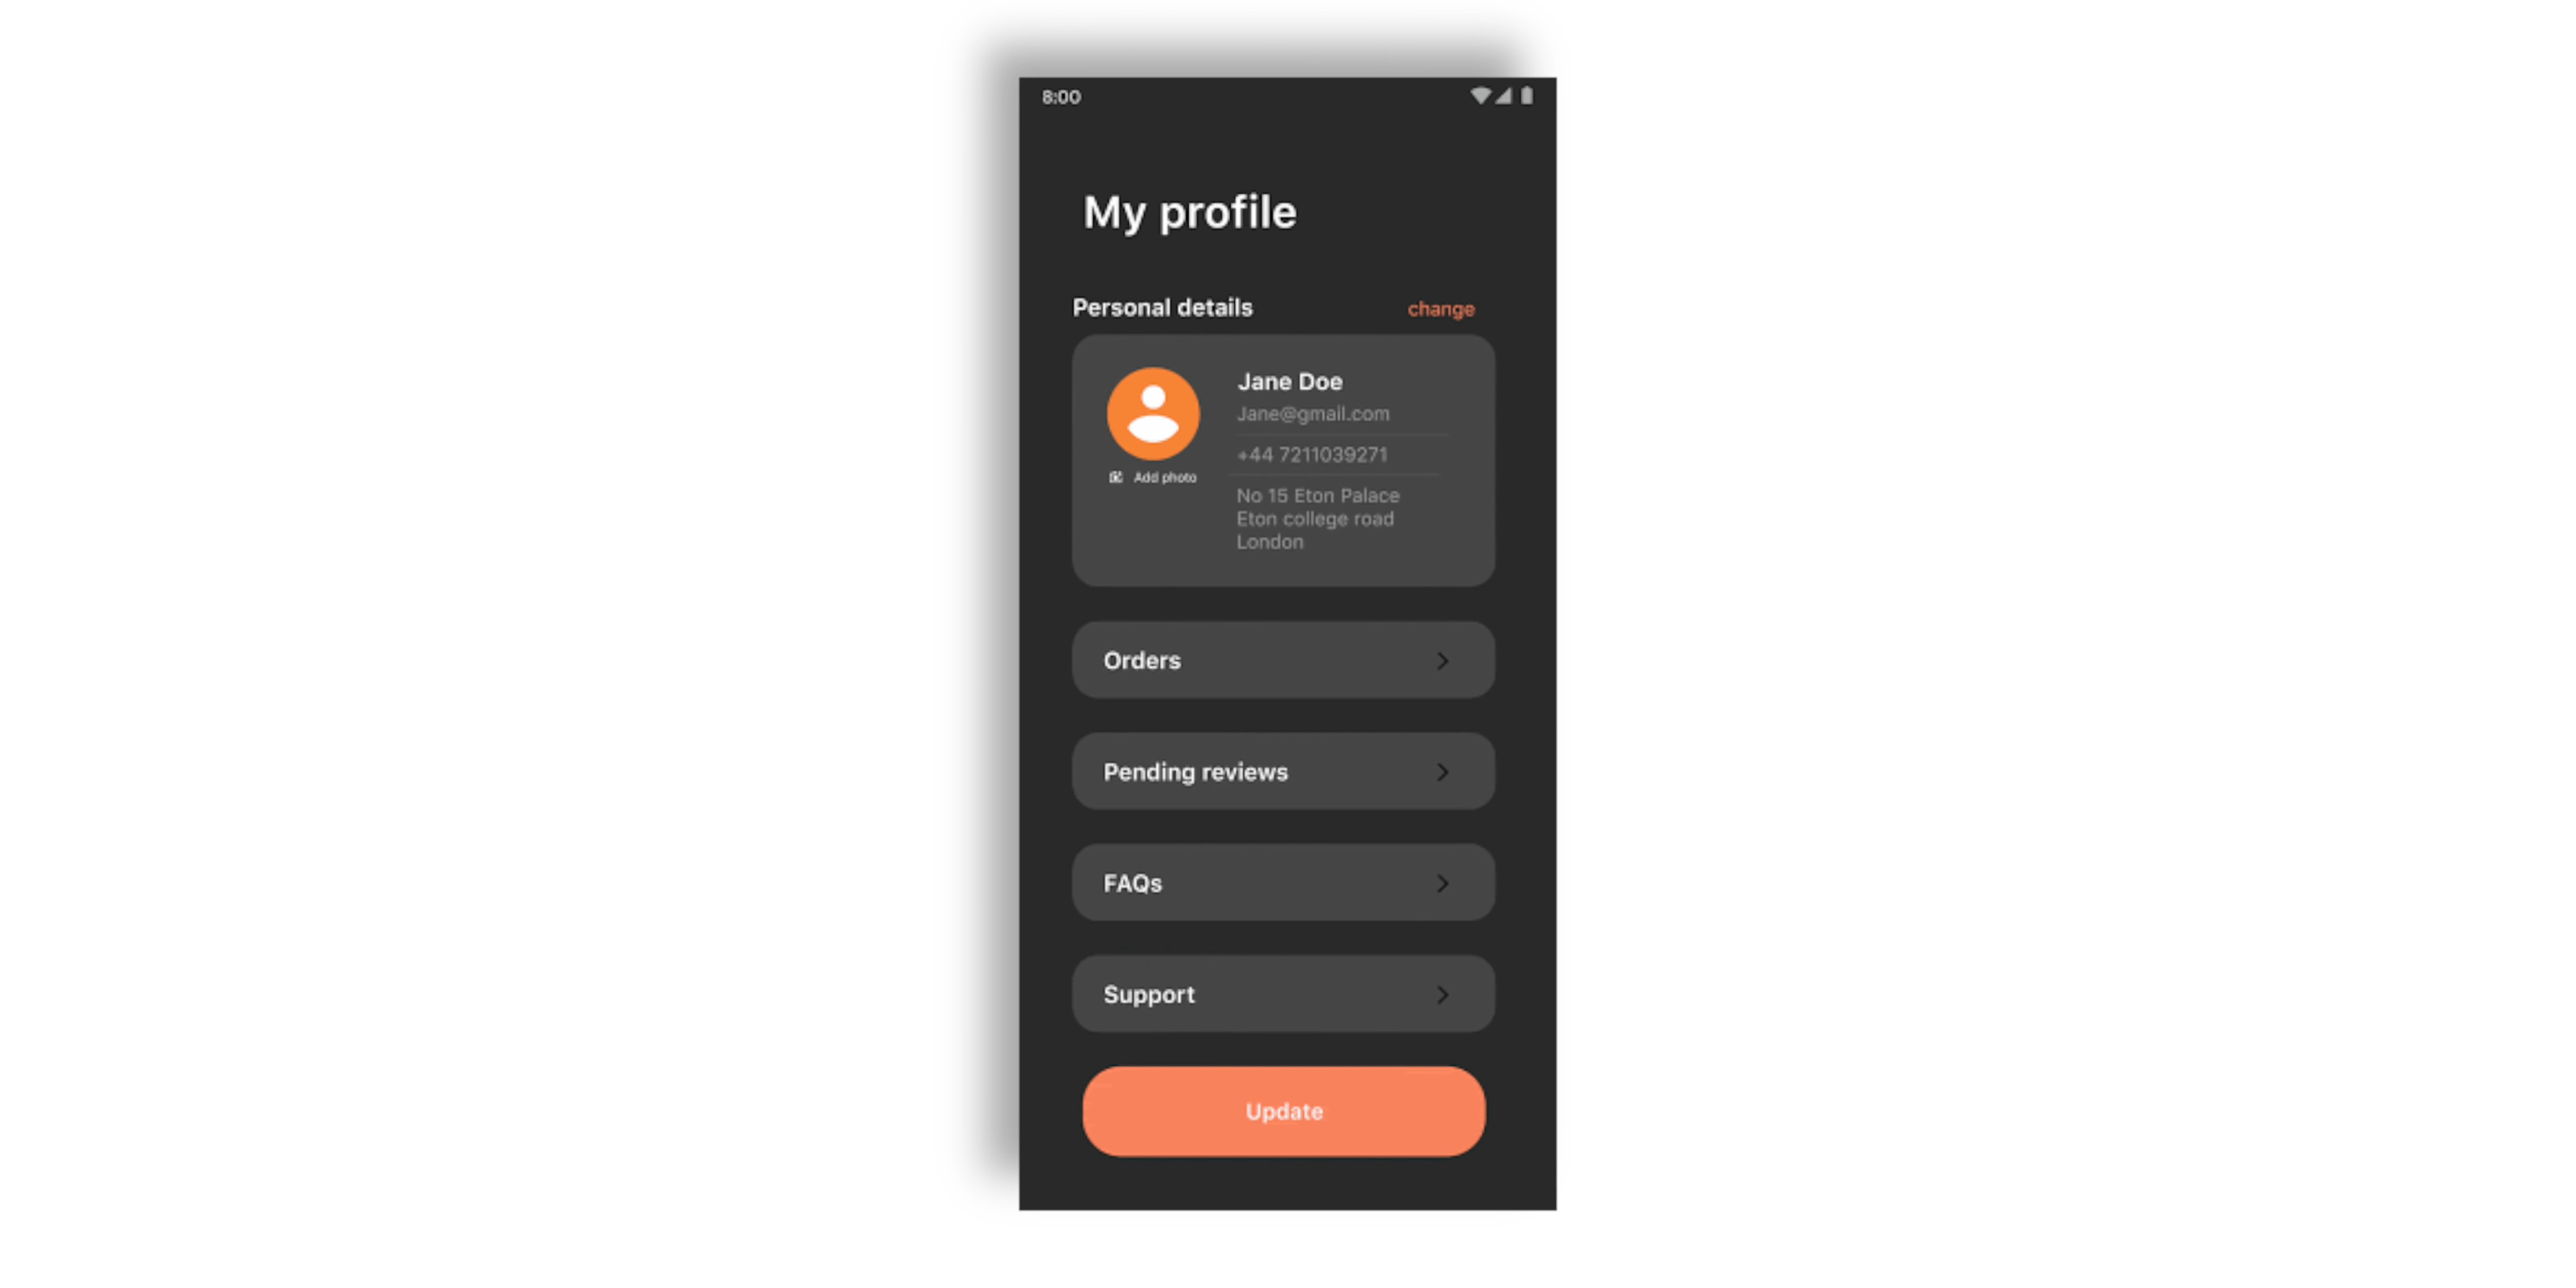 8:00
My profile
Personal details
change
Jane Doe
Jane@gmail.com
+44 7211039271
Add photo
No 15 Eton Palace
Eton college road
London
Orders
Pending reviews
FAQs
Support
Update